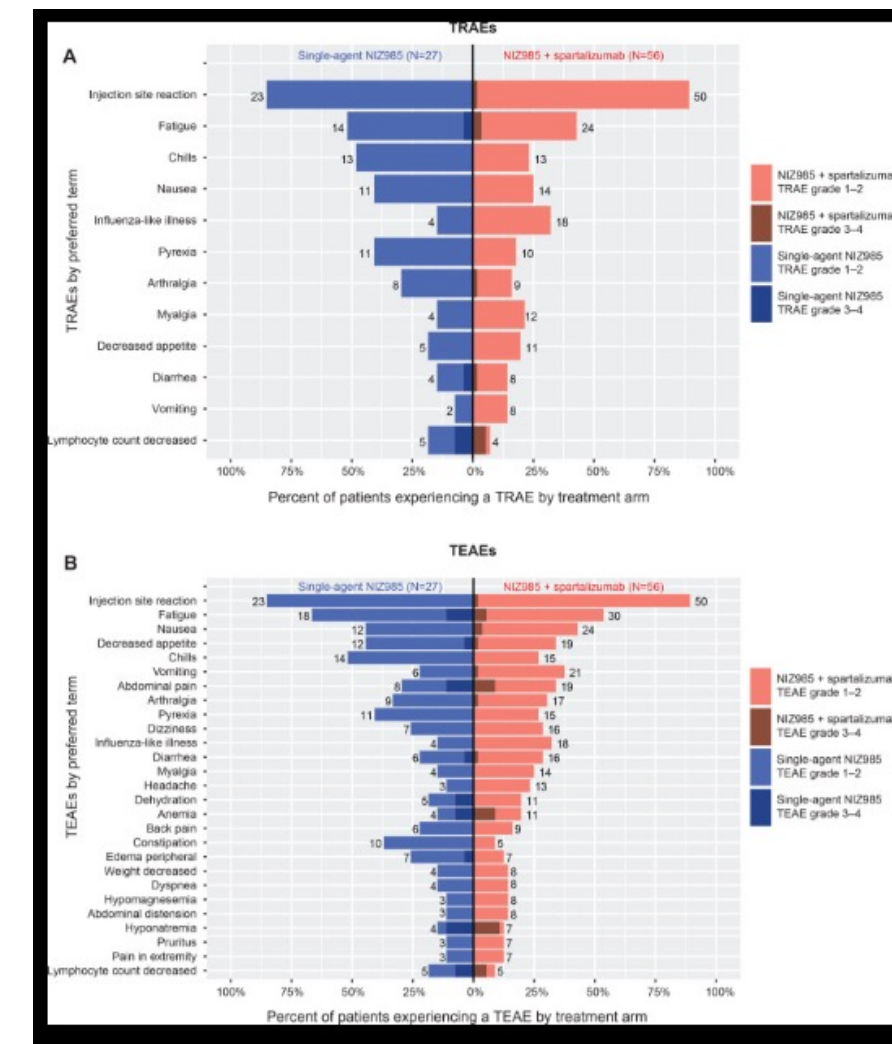 TRAEs
A
Single-agent NIZ985 (N=27) NIZ985 + spartalizumab (N=56)
Injection site reaction 23 50
Fatigue 14 24
Chills 13 13
Nausea 11 14
Influenza-like illness 4 18
Pyrexia 11 10
Arthralgia 8 9
Myalgia 4 12
Decreased appetite 5 11
Diarrhea 4 8
Vomiting 2 8
Lymphocyte count decreased 5 4
TRAEs by preferred term
100% 75% 50% 25% 0% 25% 50% 75% 100%
Percent of patients experiencing a TRAE by treatment arm
NIZ985 + spartalizuma
TRAE grade 1–2
NIZ985 + spartalizuma
TRAE grade 3–4
Single-agent NIZ985
TRAE grade 1–2
Single-agent NIZ985
TRAE grade 3–4
TEAEs
B
Single-agent NIZ985 (N=27) NIZ985 + spartalizumab (N=56)
Injection site reaction 23 50
Fatigue 18 30
Nausea 12 24
Decreased appetite 12 19
Chills 14 15
Vomiting 6 21
Abdominal pain 8 19
Arthralgia 9 17
Pyrexia 11 15
Dizziness 7 16
Influenza-like illness 4 18
Diarrhea 6 16
Myalgia 4 14
Headache 3 13
Dehydration 5 11
Anemia 4 11
Back pain 6 9
Constipation 10 5
Edema peripheral 7 7
Weight decreased 4 8
Dyspnea 4 8
Hypomagnesemia 3 8
Abdominal distension 3 8
Hyponatremia 4 7
Pruritus 3 7
Pain in extremity 3 7
Lymphocyte count decreased 5 5
TEAEs by preferred term
100% 75% 50% 25% 0% 25% 50% 75% 100%
Percent of patients experiencing a TEAE by treatment arm
NIZ985 + spartalizuma
TEAE grade 1–2
NIZ985 + spartalizuma
TEAE grade 3–4
Single-agent NIZ985
TEAE grade 1–2
Single-agent NIZ985
TEAE grade 3–4